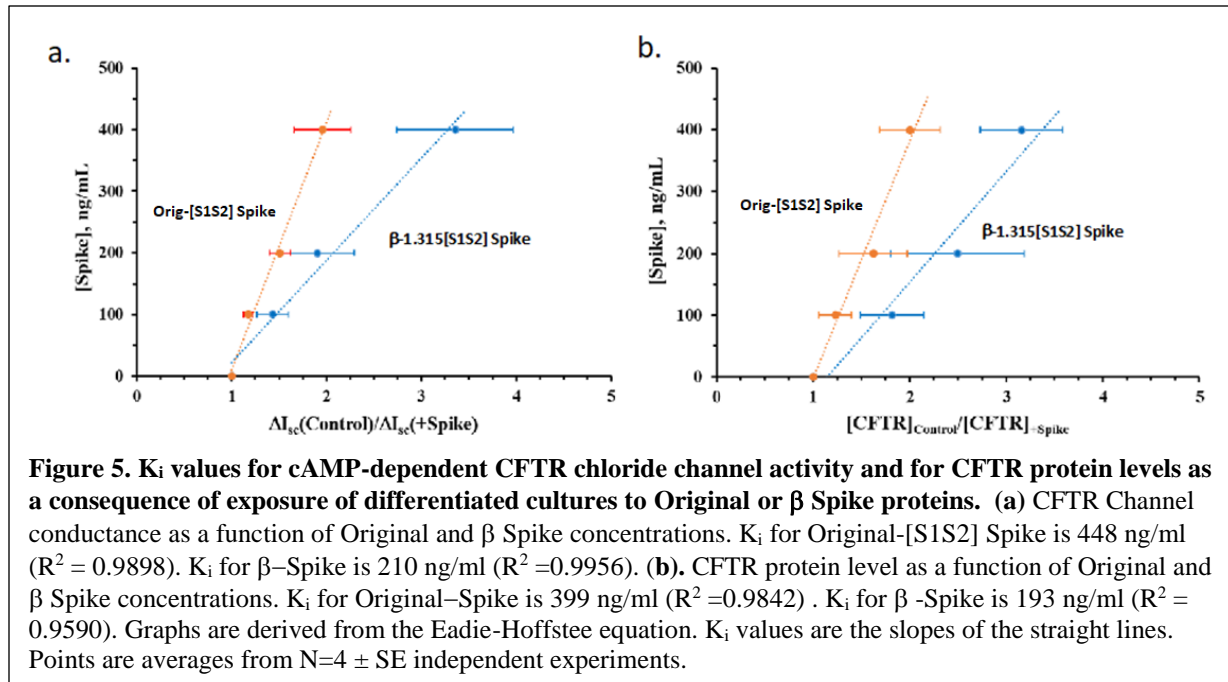 a.
b.
500
400
300
200
100
0
[Spike], ng/mL
Orig-[S1S2] Spike
β-1.315[S1S2] Spike
0
1
2
3
4
5
ΔIsc(Control)/ΔIsc(+Spike)
500
400
300
200
100
0
[Spike], ng/mL
Orig-[S1S2] Spike
β-1.315[S1S2] Spike
0
1
2
3
4
5
[CFTR]Control/[CFTR]+Spike
Figure 5. Ki values for cAMP-dependent CFTR chloride channel activity and for CFTR protein levels as
a consequence of exposure of differentiated cultures to Original or β Spike proteins. (a) CFTR Channel
conductance as a function of Original and β Spike concentrations. Ki for Original-[S1S2] Spike is 448 ng/ml
(R² = 0.9898). Ki for β–Spike is 210 ng/ml (R² =0.9956). (b). CFTR protein level as a function of Original and
β Spike concentrations. Ki for Original–Spike is 399 ng/ml (R² =0.9842) . Ki for β -Spike is 193 ng/ml (R² =
0.9590). Graphs are derived from the Eadie-Hoffstee equation. Ki values are the slopes of the straight lines.
Points are averages from N=4 ± SE independent experiments.